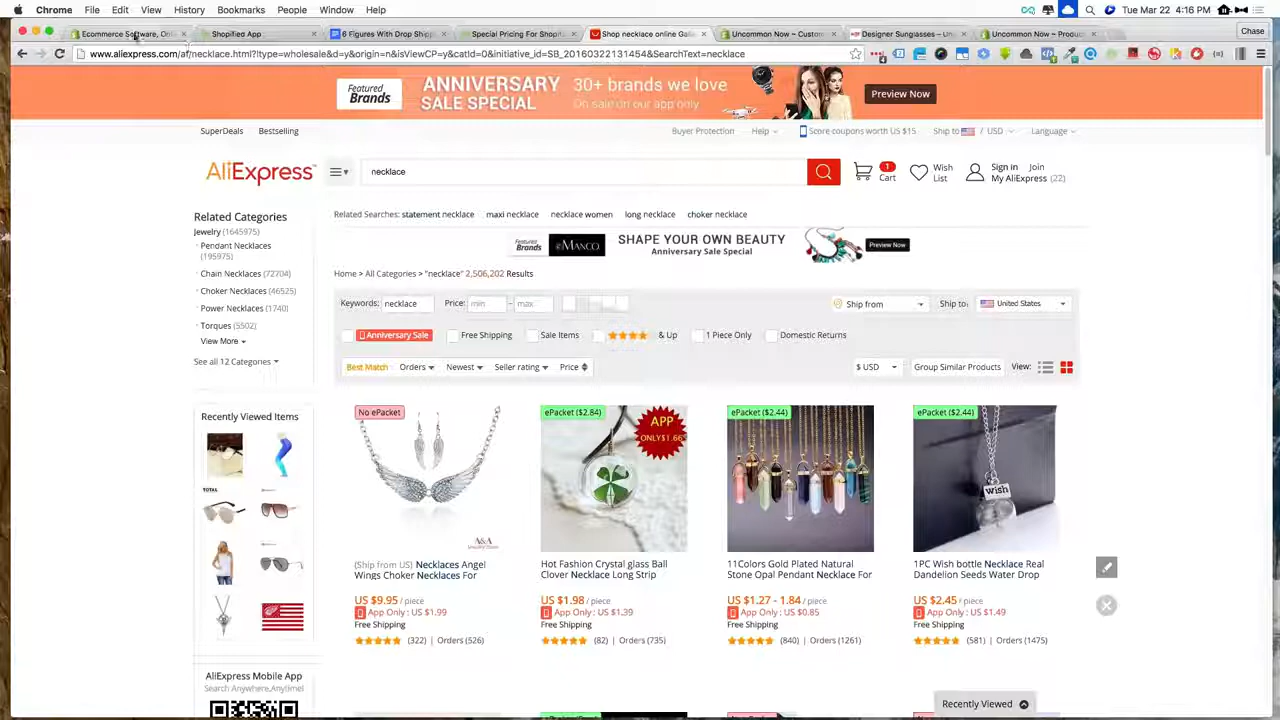 Chrome File Edit View History Bookmarks People Window Help
Tue Mar 22 4:16 PM
Ecommerce Software, Onl
Shopified App
6 Figures With Drop Shipp
Special Pricing For Shopif
Shop necklace online Gall
Uncommon Now ~ Custom
Designer Sunglasses – Un
Uncommon Now ~ Produc
Chase
www.aliexpress.com/af/necklace.html?ltype=wholesale&d=y&origin=n&isViewCP=y&catId=0&initiative_id=SB_20160322131454&SearchText=necklace
Featured Brands
ANNIVERSARY SALE SPECIAL
30+ brands we love
On sale on our app only
Preview Now
SuperDeals Bestselling
Buyer Protection Help Score coupons worth US $15 Ship to / USD Language
AliExpress
necklace
1
Cart
Wish List
Sign in Join
My AliExpress (22)
Related Categories
Jewelry (1645975)
Pendant Necklaces (195975)
Chain Necklaces (72704)
Choker Necklaces (46525)
Power Necklaces (1740)
Torques (5502)
View More
See all 12 Categories
Related Searches: statement necklace maxi necklace necklace women long necklace choker necklace
Featured Brands
MANCO
SHAPE YOUR OWN BEAUTY
Anniversary Sale Special
Preview Now
Home > All Categories > "necklace" 2,506,202 Results
Keywords: necklace Price: min – max
Ship from Ship to: United States
Anniversary Sale Free Shipping Sale Items & Up 1 Piece Only Domestic Returns
Best Match Orders Newest Seller rating Price
$ USD Group Similar Products View:
Recently Viewed Items
TOTAL
AliExpress Mobile App
Search Anywhere,Anytime!
No ePacket
A&A
{Ship from US} Necklaces Angel
Wings Choker Necklaces For
US $9.95 / piece
App Only : US $1.99
Free Shipping
(322) | Orders (526)
ePacket ($2.84)
APP
ONLY$1.66
Hot Fashion Crystal glass Ball
Clover Necklace Long Strip
US $1.98 / piece
App Only : US $1.39
Free Shipping
(82) | Orders (735)
ePacket ($2.44)
11Colors Gold Plated Natural
Stone Opal Pendant Necklace For
US $1.27 - 1.84 / piece
App Only : US $0.85
Free Shipping
(840) | Orders (1261)
ePacket ($2.44)
wish
1PC Wish bottle Necklace Real
Dandelion Seeds Water Drop
US $2.45 / piece
App Only : US $1.49
Free Shipping
(581) | Orders (1475)
Recently Viewed